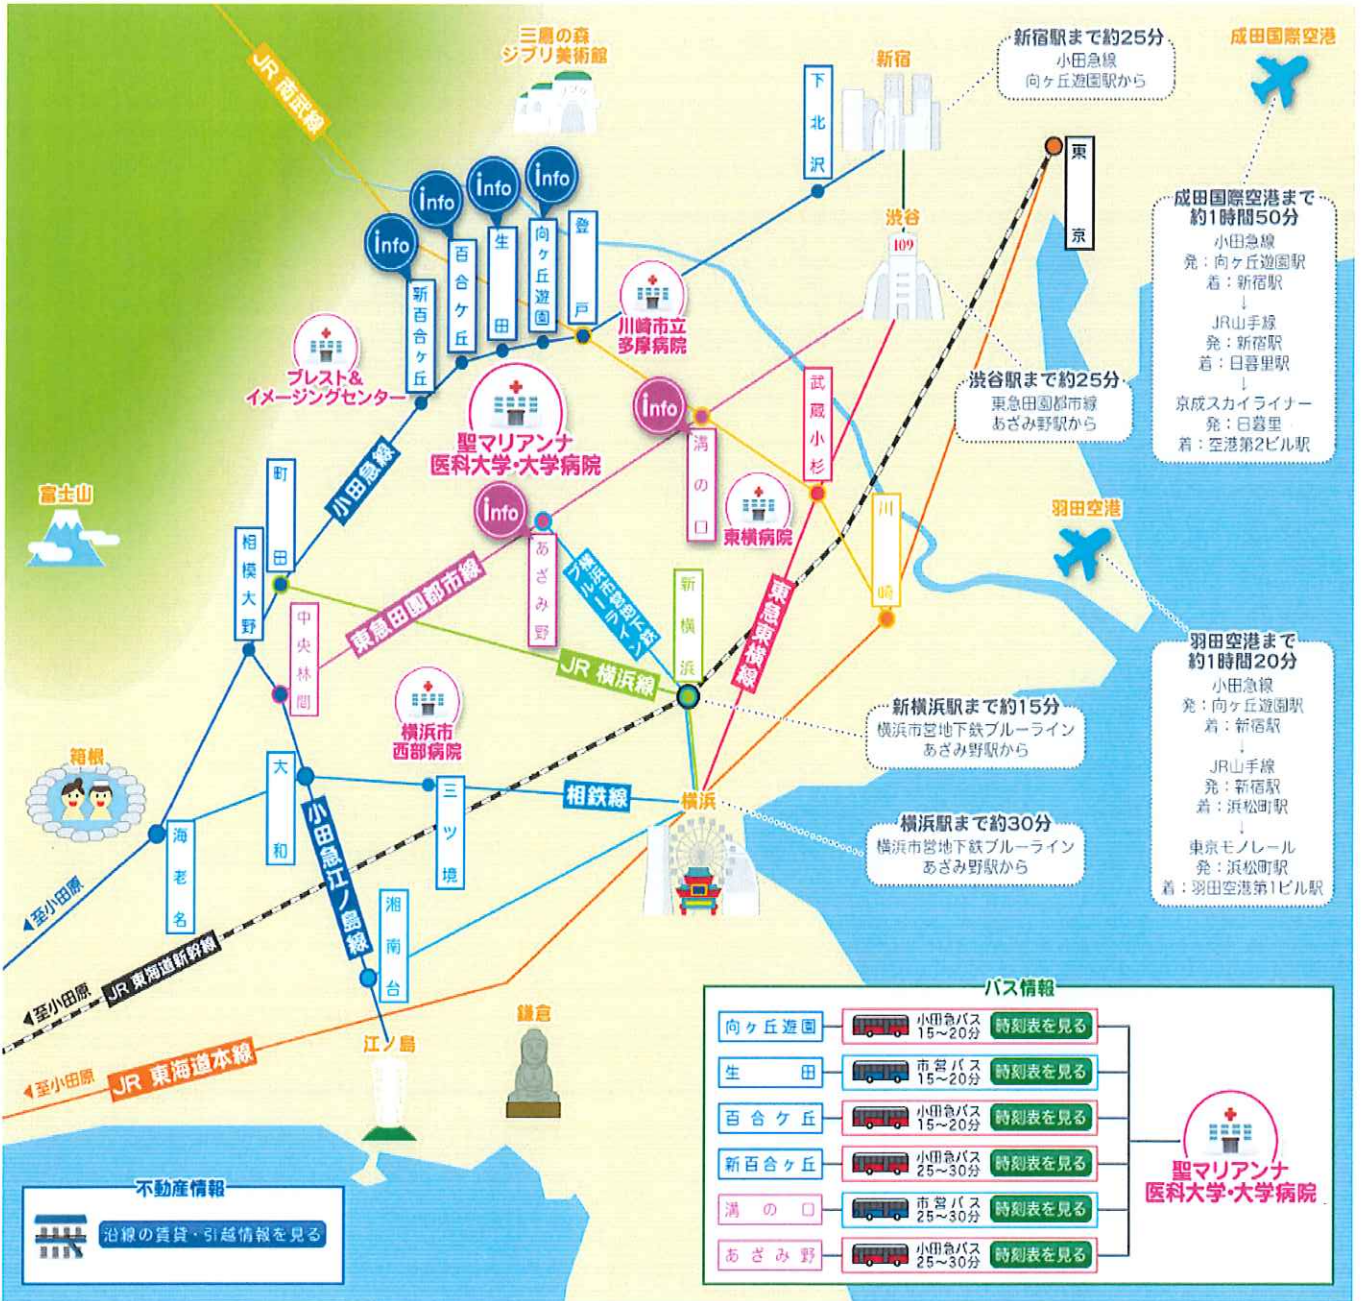 三鷹の森
ジブリ美術館
JR 南武線
新宿
新宿駅まで約25分
小田急線
向ヶ丘遊園駅から
成田国際空港
下北沢
東京
info
info
info
info
渋谷
109
登戸
向ヶ丘遊園
生田
百合ケ丘
新百合ヶ丘
川崎市立
多摩病院
ブレスト&
イメージングセンター
成田国際空港まで
約1時間50分
小田急線
発：向ヶ丘遊園駅
着：新宿駅
↓
JR山手線
発：新宿駅
着：日暮里駅
↓
京成スカイライナー
発：日暮里
着：空港第2ビル駅
渋谷駅まで約25分
東急田園都市線
あざみ野駅から
武蔵小杉
info
溝の口
聖マリアンナ
医科大学・大学病院
小田急線
町田
富士山
相模大野
info
あざみ野
東横病院
川崎
羽田空港
東急田園都市線
横浜市営地下鉄
ブルーライン
新横浜
東急東横線
中央林間
JR 横浜線
羽田空港まで
約1時間20分
小田急線
発：向ヶ丘遊園駅
着：新宿駅
↓
JR山手線
発：新宿駅
着：浜松町駅
↓
東京モノレール
発：浜松町駅
着：羽田空港第1ビル駅
横浜市
西部病院
新横浜駅まで約15分
横浜市営地下鉄ブルーライン
あざみ野駅から
箱根
大和
三ツ境
相鉄線
横浜
横浜駅まで約30分
横浜市営地下鉄ブルーライン
あざみ野駅から
海老名
小田急江ノ島線
湘南台
◀至小田原
JR 東海道新幹線
◀至小田原
JR 東海道本線
◀至小田原
江ノ島
鎌倉
バス情報
向ヶ丘遊園 小田急バス 15〜20分 時刻表を見る
生田 市営バス 15〜20分 時刻表を見る
百合ケ丘 小田急バス 15〜20分 時刻表を見る
新百合ヶ丘 小田急バス 25〜30分 時刻表を見る
溝の口 市営バス 25〜30分 時刻表を見る
あざみ野 小田急バス 25〜30分 時刻表を見る
聖マリアンナ
医科大学・大学病院
不動産情報
沿線の賃貸・引越情報を見る